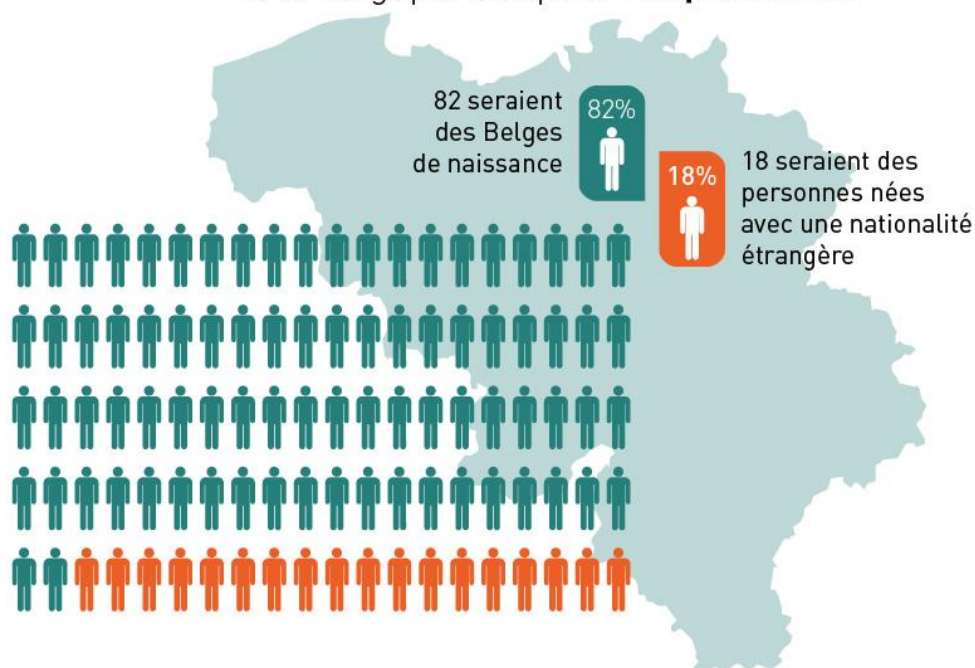 82 seraient
des Belges
de naissance
82%
18%
18 seraient des
personnes nées
avec une nationalité
étrangère